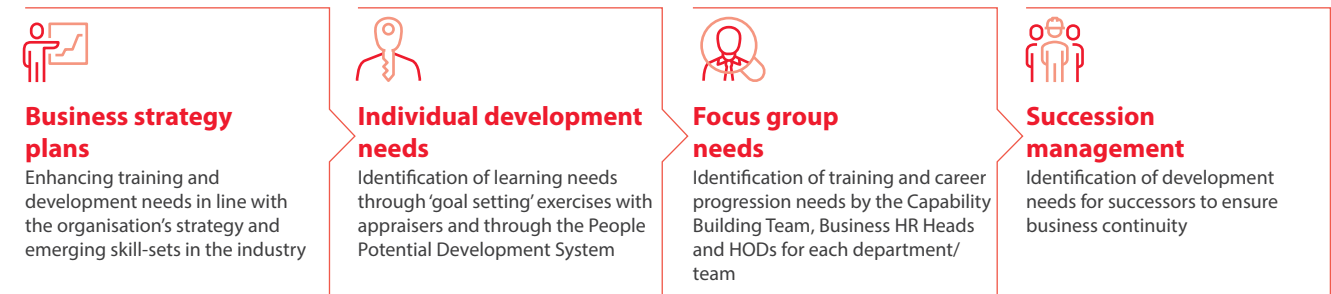 Business strategy
plans
Enhancing training and
development needs in line with
the organisation's strategy and
emerging skill-sets in the industry
Individual development
needs
Identification of learning needs
through ‘goal setting’ exercises with
appraisers and through the People
Potential Development System
Focus group
needs
Identification of training and career
progression needs by the Capability
Building Team, Business HR Heads
and HODs for each department/
team
Succession
management
Identification of development
needs for successors to ensure
business continuity